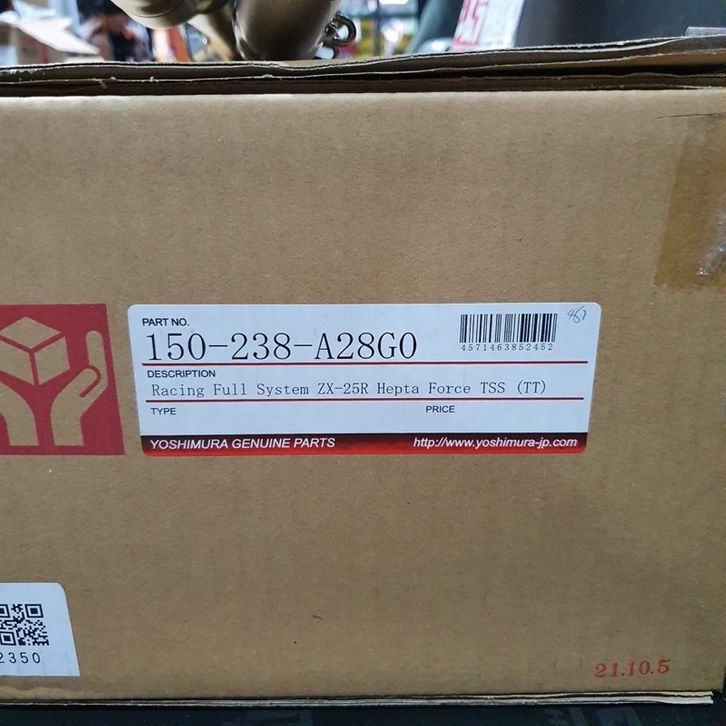 PART NO.
150-238-A28G0
4571463852452
DESCRIPTION
Racing Full System ZX-25R Hepta Force TSS (TT)
TYPE
PRICE
YOSHIMURA GENUINE PARTS
http://www.yoshimura-jp.com
2350
21.10.5